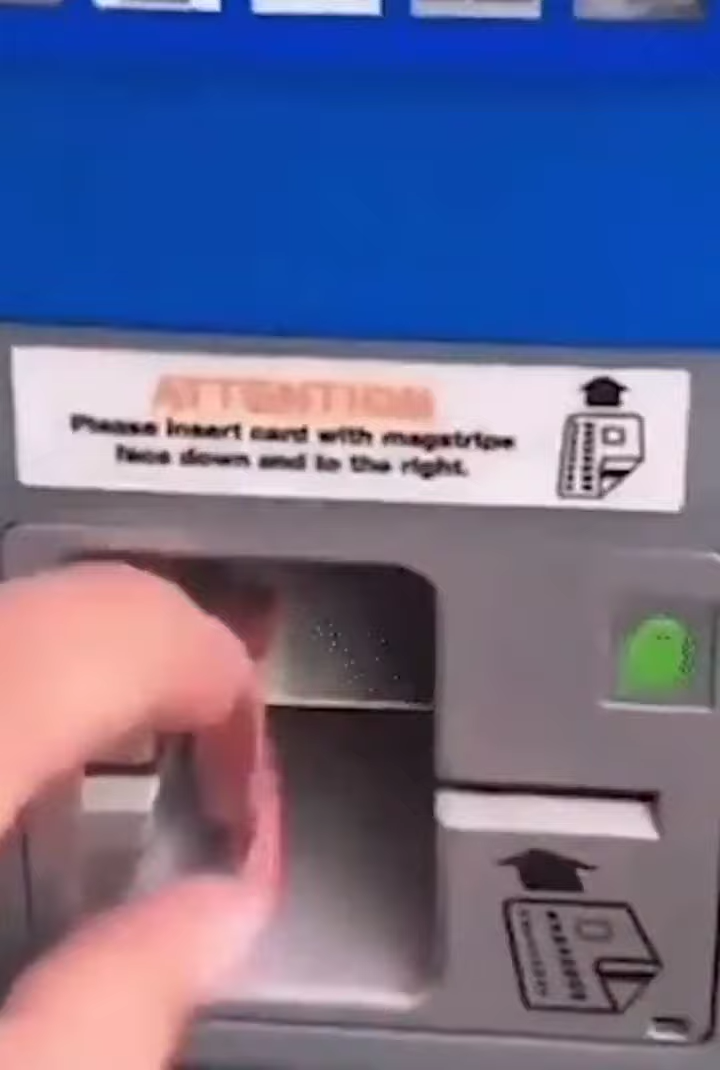 ATTENTION
Please insert card with magstripe
face down and to the right.